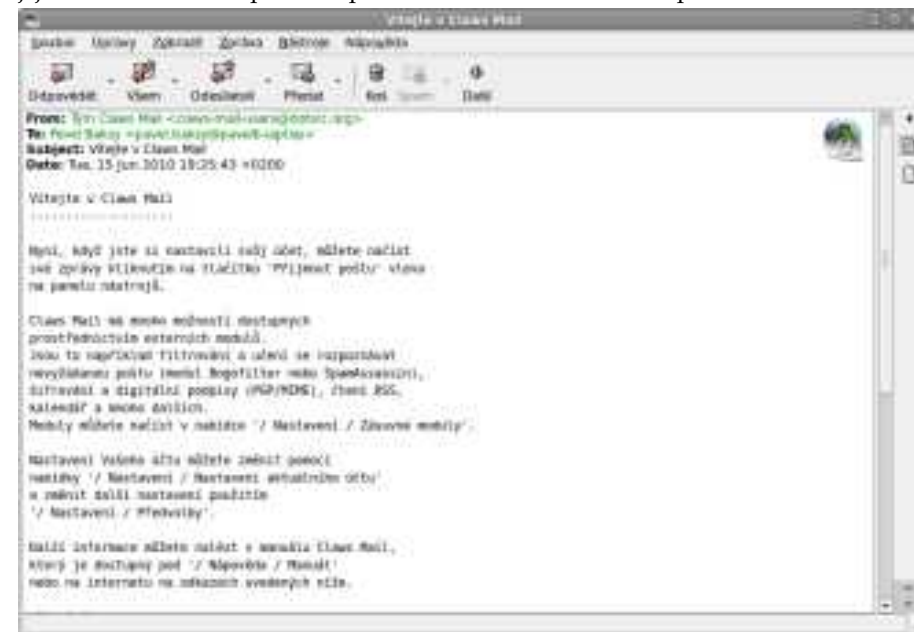 Vítejte v Claws Mail
Soubor Úpravy Zobrazit Zpráva Nástroje Nápověda
Odpovědět Všem Odesílateli Přeslat Koš Spam Další
From: Tým Claws Mail
To: Pavel
Subject: Vítejte v Claws Mail
Date: Tue, 15 Jun 2010 19:25:43 +0200
Vítejte v Claws Mail
--------------------
Nyní, když jste si nastavili svůj účet, můžete načíst
své zprávy kliknutím na tlačítko 'Přijmout poštu' vlevo
na panelu nástrojů.
Claws Mail má mnoho možností dostupných
prostřednictvím externích modulů.
Jsou to například filtrování a učení se rozpoznávat
nevyžádanou poštu (modul Bogofilter nebo SpamAssassin),
šifrování a digitální podpisy (PGP/MIME), čtení RSS,
kalendář a mnoho dalších.
Moduly můžete načíst v nabídce '/ Nastavení / Zásuvné moduly'.
Nastavení Vašeho účtu můžete změnit pomocí
nabídky '/ Nastavení / Nastavení aktuálního účtu'
a změnit další nastavení použitím
'/ Nastavení / Předvolby'.
Další informace můžete nalézt v manuálu Claws Mail,
který je dostupný pod '/ Nápověda / Manuál'
nebo na internetu na odkazech uvedených níže.